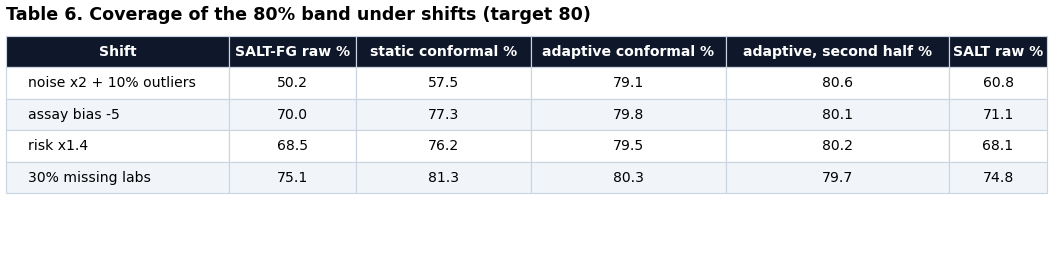 Table 6. Coverage of the 80% band under shifts (target 80)
Shift SALT-FG raw % static conformal % adaptive conformal % adaptive, second half % SALT raw %
noise x2 + 10% outliers 50.2 57.5 79.1 80.6 60.8
assay bias -5 70.0 77.3 79.8 80.1 71.1
risk x1.4 68.5 76.2 79.5 80.2 68.1
30% missing labs 75.1 81.3 80.3 79.7 74.8